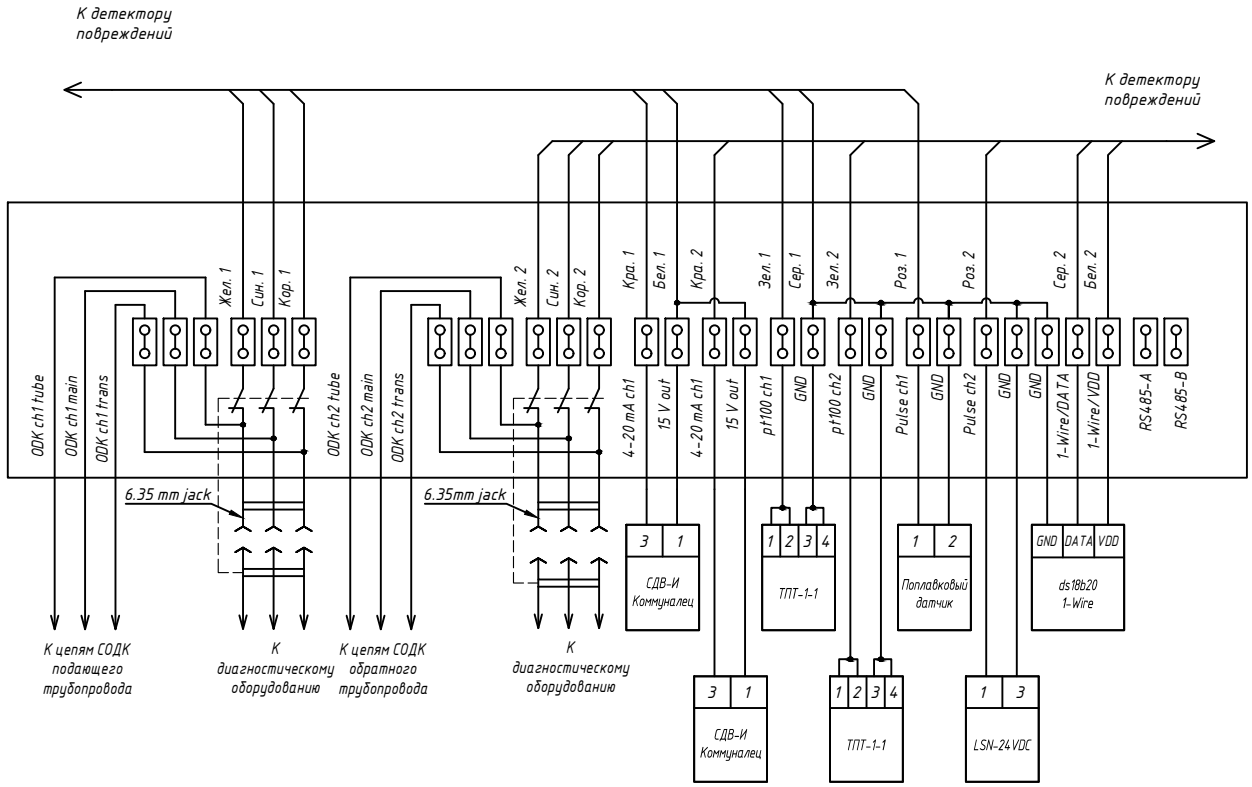 К детектору
повреждений
К детектору
повреждений
Жел. 1
Син. 1
Кор. 1
Жел. 2
Син. 2
Кор. 2
Кра. 1
Бел. 1
Кра. 2
Зел. 1
Сер. 1
Зел. 2
Роз. 1
Роз. 2
Сер. 2
Бел. 2
ODK ch1 tube
ODK ch1 main
ODK ch1 trans
ODK ch2 tube
ODK ch2 main
ODK ch2 trans
4-20 mA ch1
15 V out
4-20 mA ch1
15 V out
pt100 ch1
GND
pt100 ch2
GND
Pulse ch1
GND
Pulse ch2
GND
GND
1-Wire/DATA
1-Wire/VDD
RS485-A
RS485-B
6.35 mm jack
6.35mm jack
3 1
СДВ-И
Коммуналец
1 2 3 4
ТПТ-1-1
1 2
Поплавковый
датчик
GND DATA VDD
ds18b20
1-Wire
К цепям СОДК
подающего
трубопровода
К
диагностическому
оборудованию
К цепям СОДК
обратного
трубопровода
К
диагностическому
оборудованию
3 1
СДВ-И
Коммуналец
1 2 3 4
ТПТ-1-1
1 3
LSN-24VDC